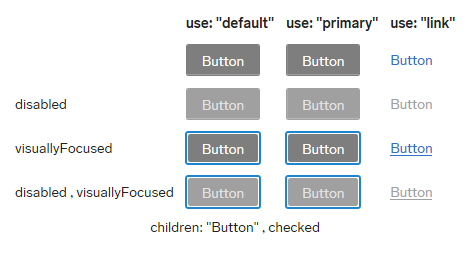 use: "default" use: "primary" use: "link"
Button Button Button
disabled Button Button Button
visuallyFocused Button Button Button
disabled , visuallyFocused Button Button Button
children: "Button" , checked